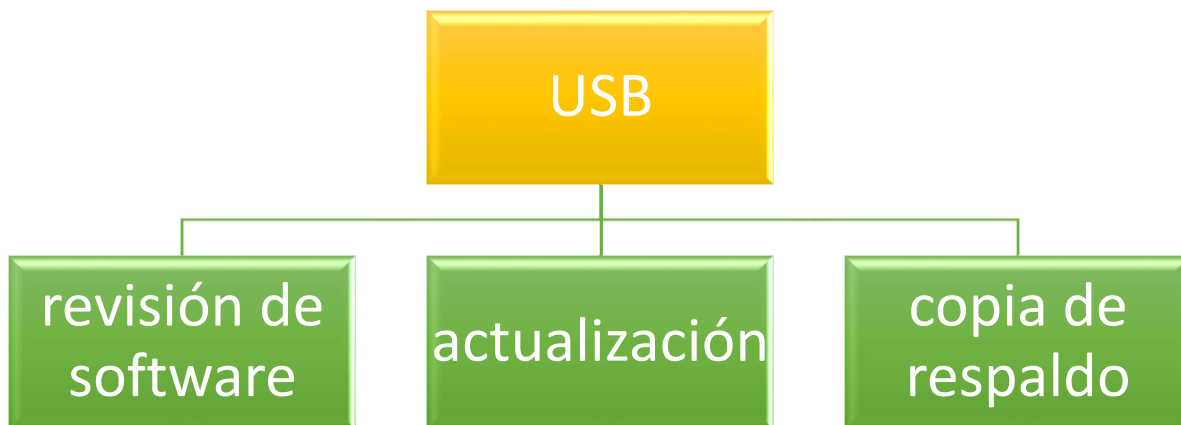 USB
revisión de
software
actualización
copia de
respaldo